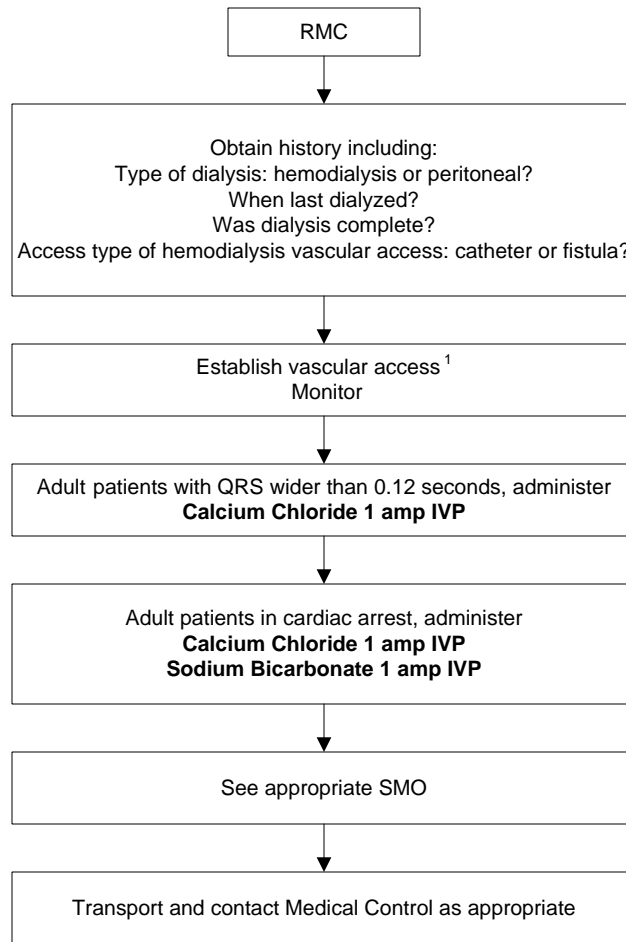 RMC
Obtain history including:
Type of dialysis: hemodialysis or peritoneal?
When last dialyzed?
Was dialysis complete?
Access type of hemodialysis vascular access: catheter or fistula?
Establish vascular access 1
Monitor
Adult patients with QRS wider than 0.12 seconds, administer
Calcium Chloride 1 amp IVP
Adult patients in cardiac arrest, administer
Calcium Chloride 1 amp IVP
Sodium Bicarbonate 1 amp IVP
See appropriate SMO
Transport and contact Medical Control as appropriate